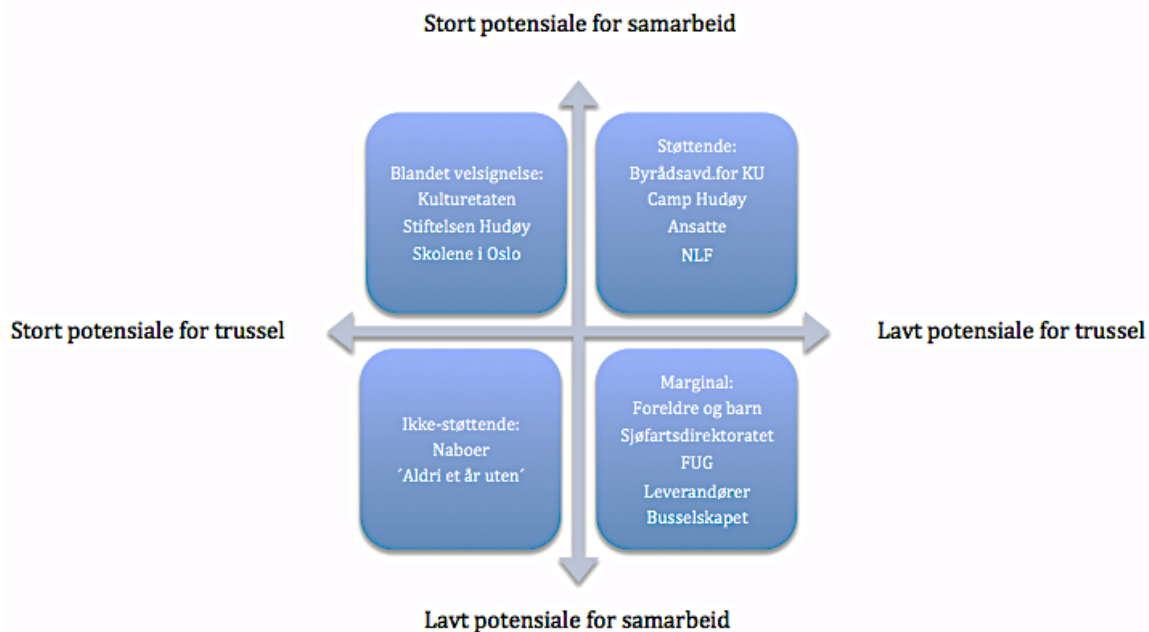 Stort potensiale for samarbeid
Blandet velsignelse:
Kulturetaten
Stiftelsen Hudøy
Skolene i Oslo
Støttende:
Byrådsavd.for KU
Camp Hudøy
Ansatte
NLF
Stort potensiale for trussel
Lavt potensiale for trussel
Ikke-støttende:
Naboer
´Aldri et år uten´
Marginal:
Foreldre og barn
Sjøfartsdirektoratet
FUG
Leverandører
Busselskapet
Lavt potensiale for samarbeid